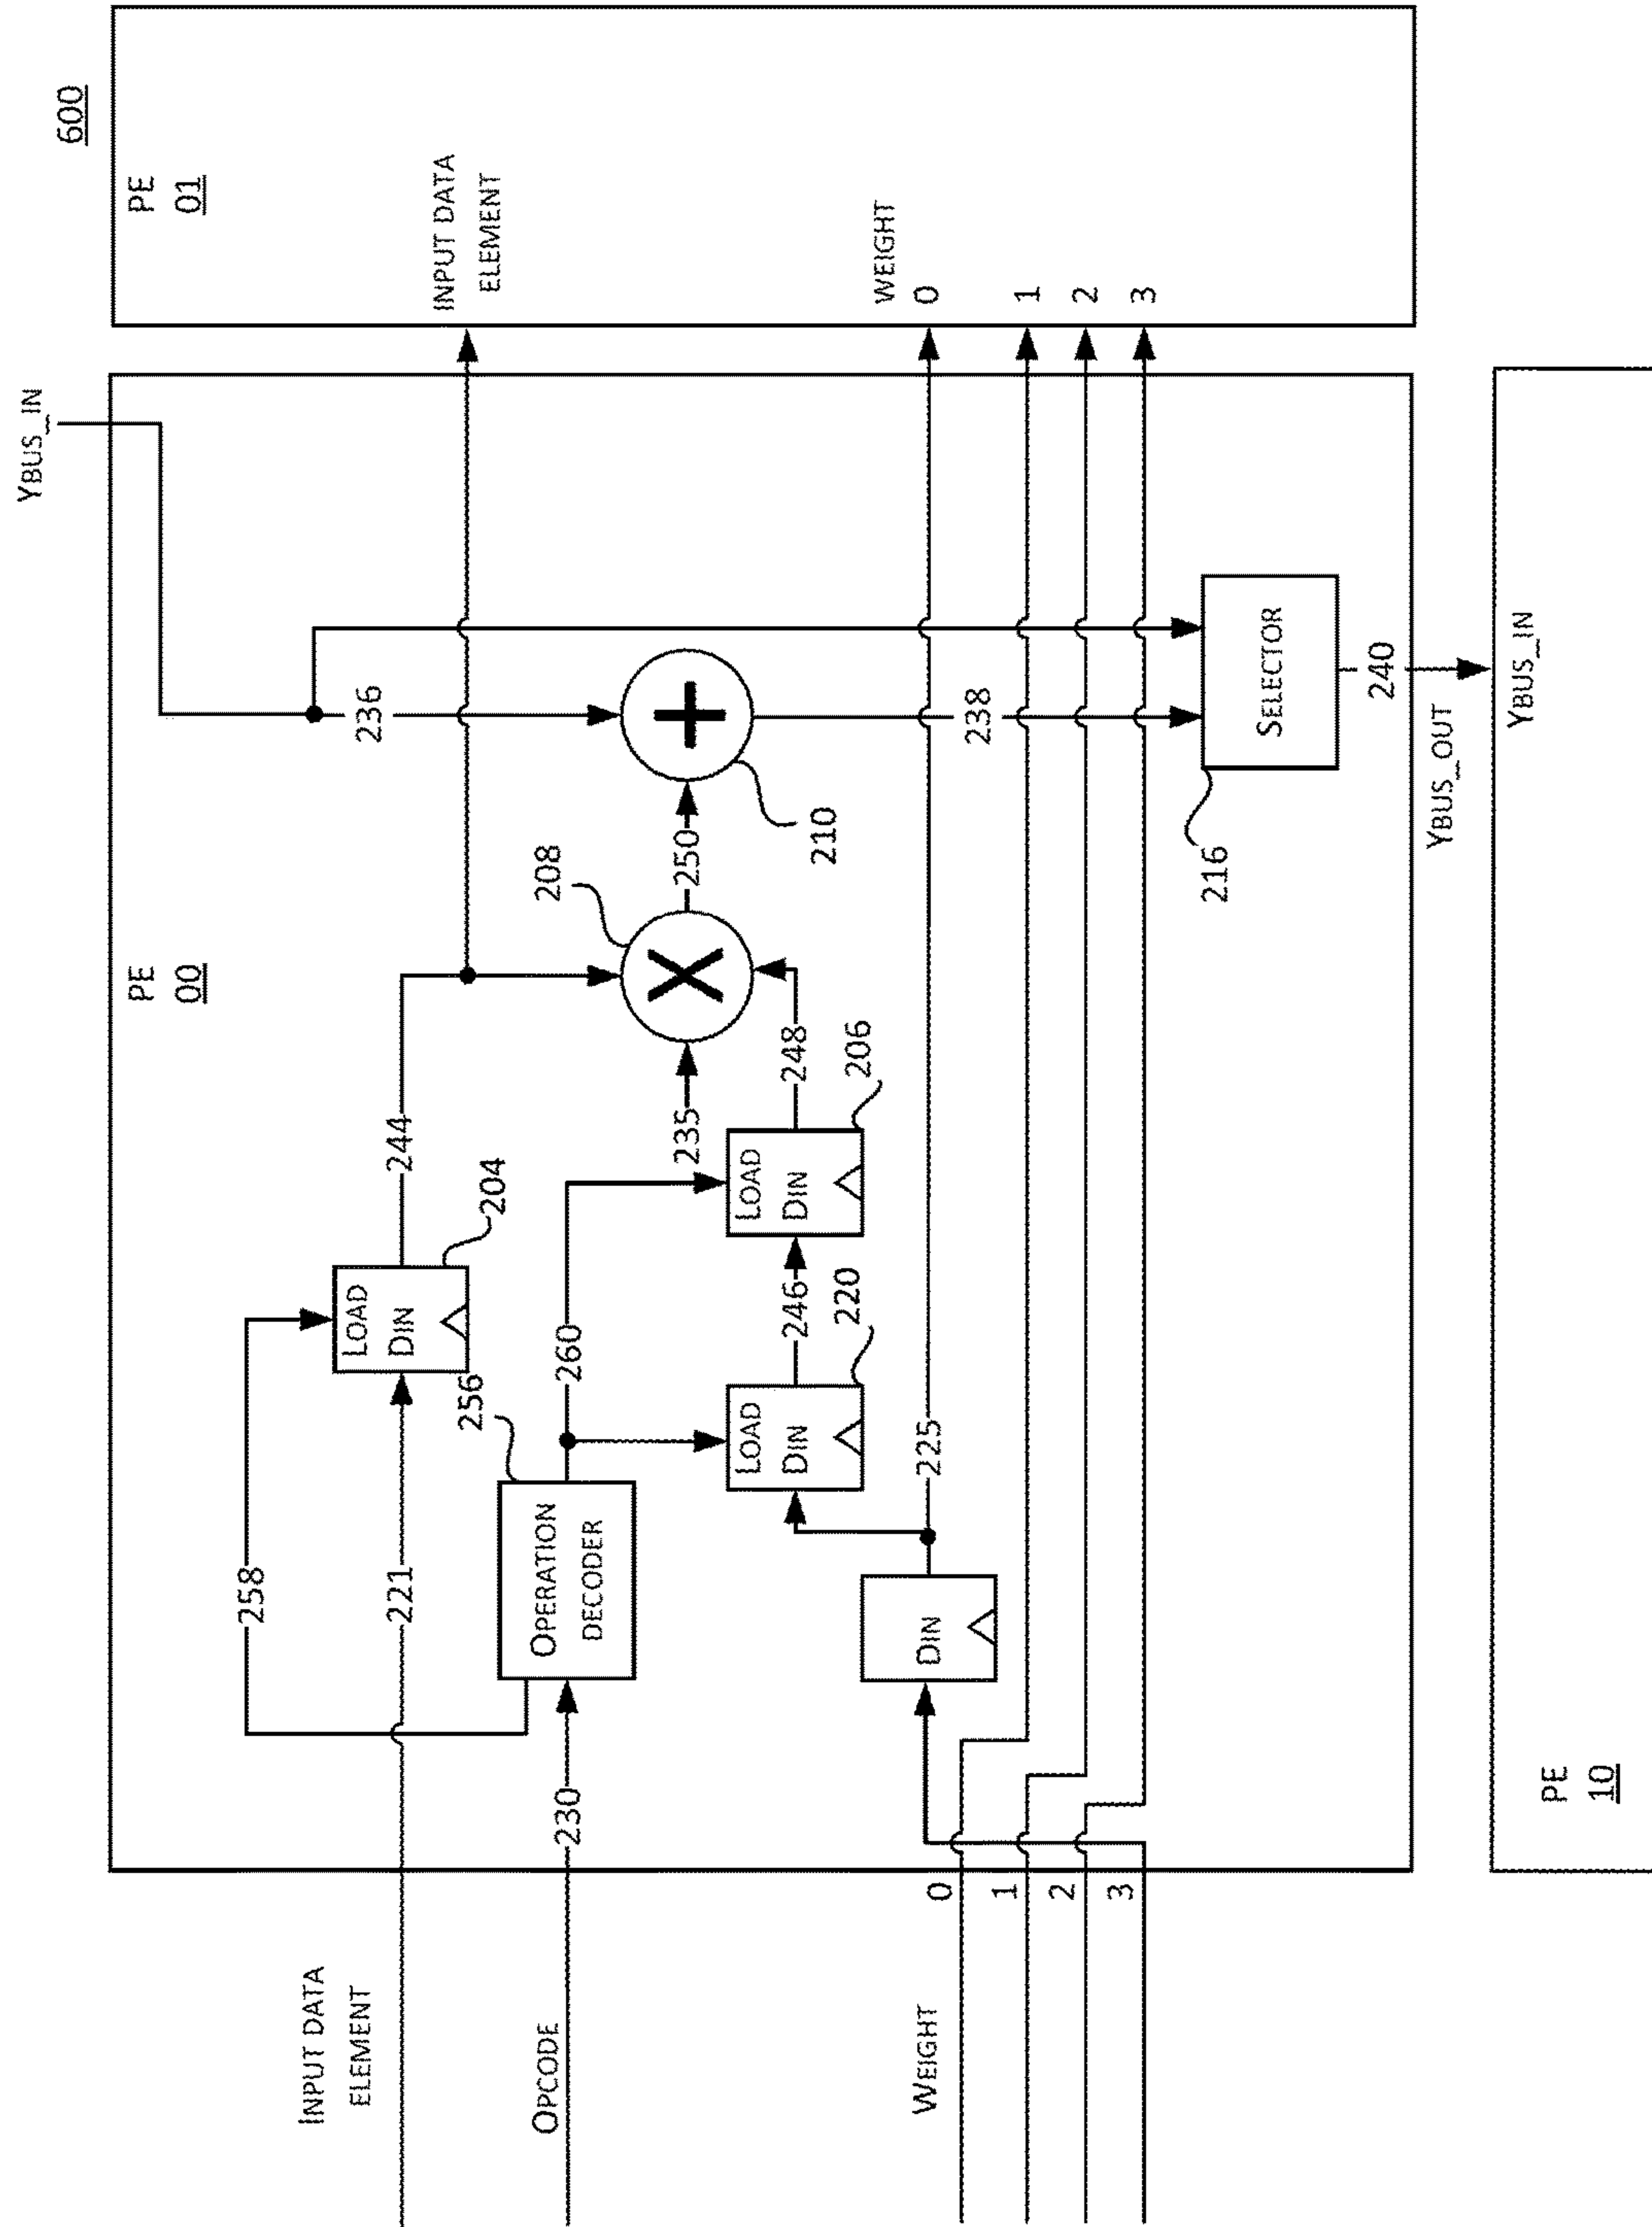 600
YBUS_IN
PE
00
PE
01
INPUT DATA
ELEMENT
258
221
244
204
236
INPUT DATA
ELEMENT
OPCODE
230
OPERATION
DECODER
256
260
LOAD
DIN
235
208
250
210
LOAD
DIN
246
220
LOAD
DIN
248
206
WEIGHT
0
1
2
3
DIN
225
238
WEIGHT
0
1
2
3
SELECTOR
216
240
YBUS_OUT
YBUS_IN
PE
10